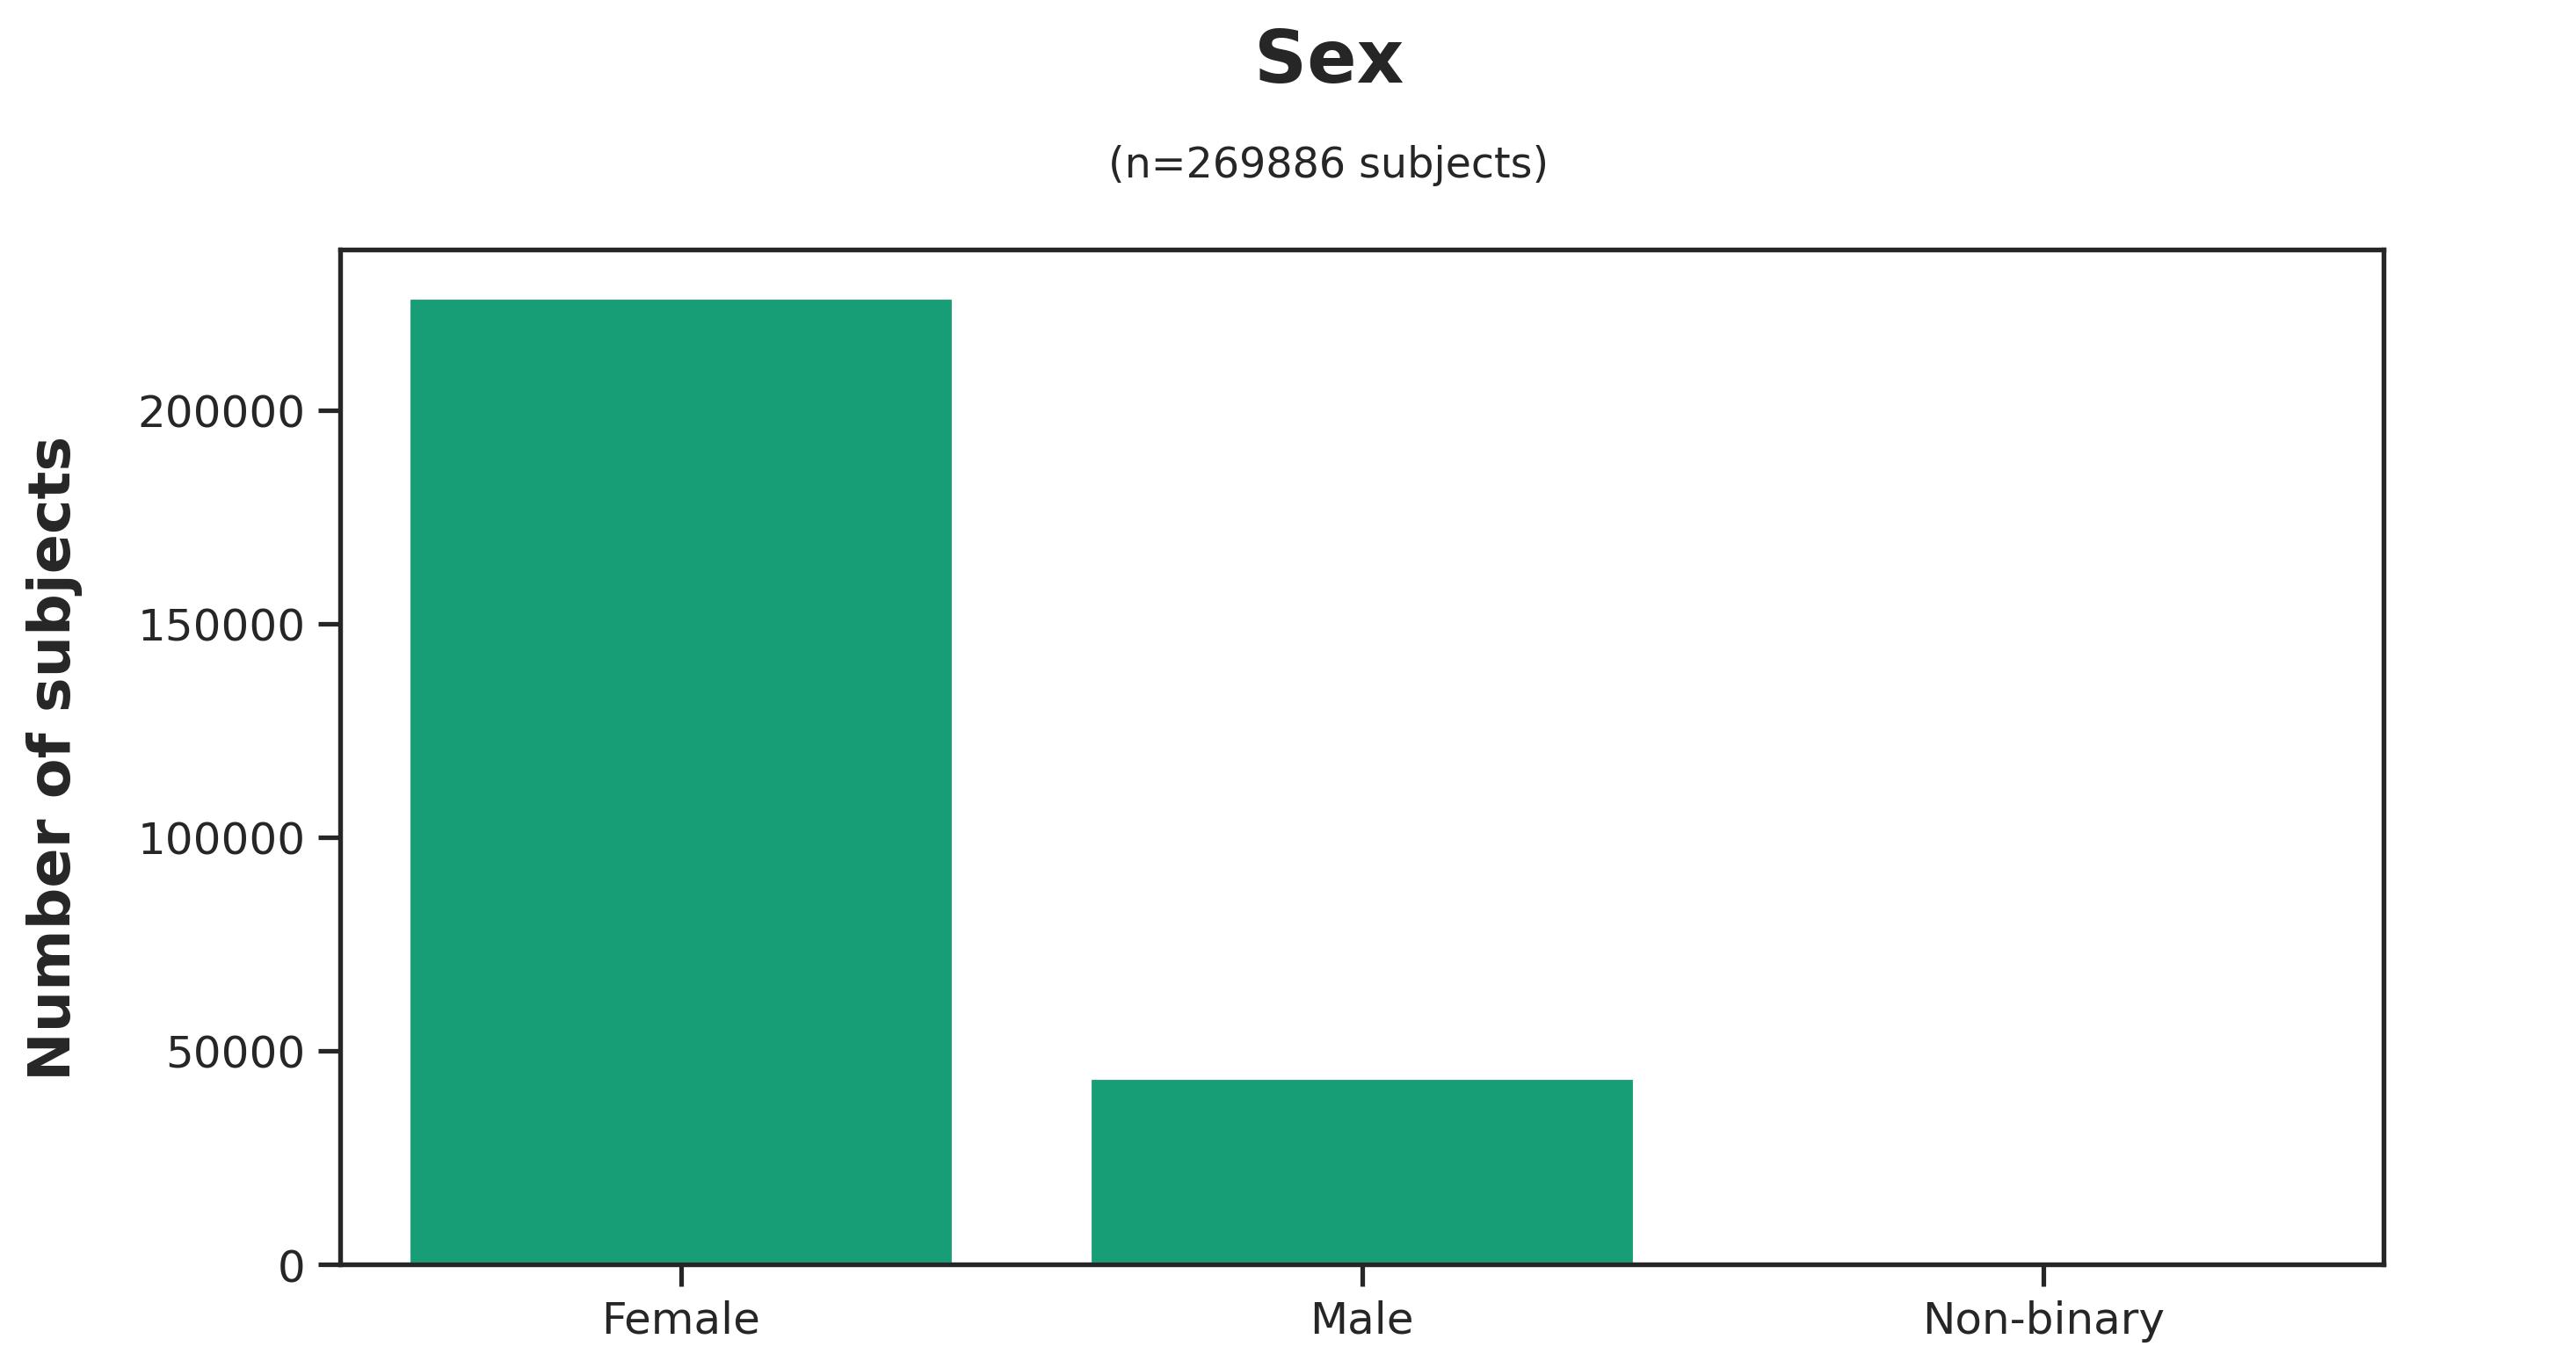 Sex
(n=269886 subjects)
Number of subjects
200000
150000
100000
50000
0
Female
Male
Non-binary